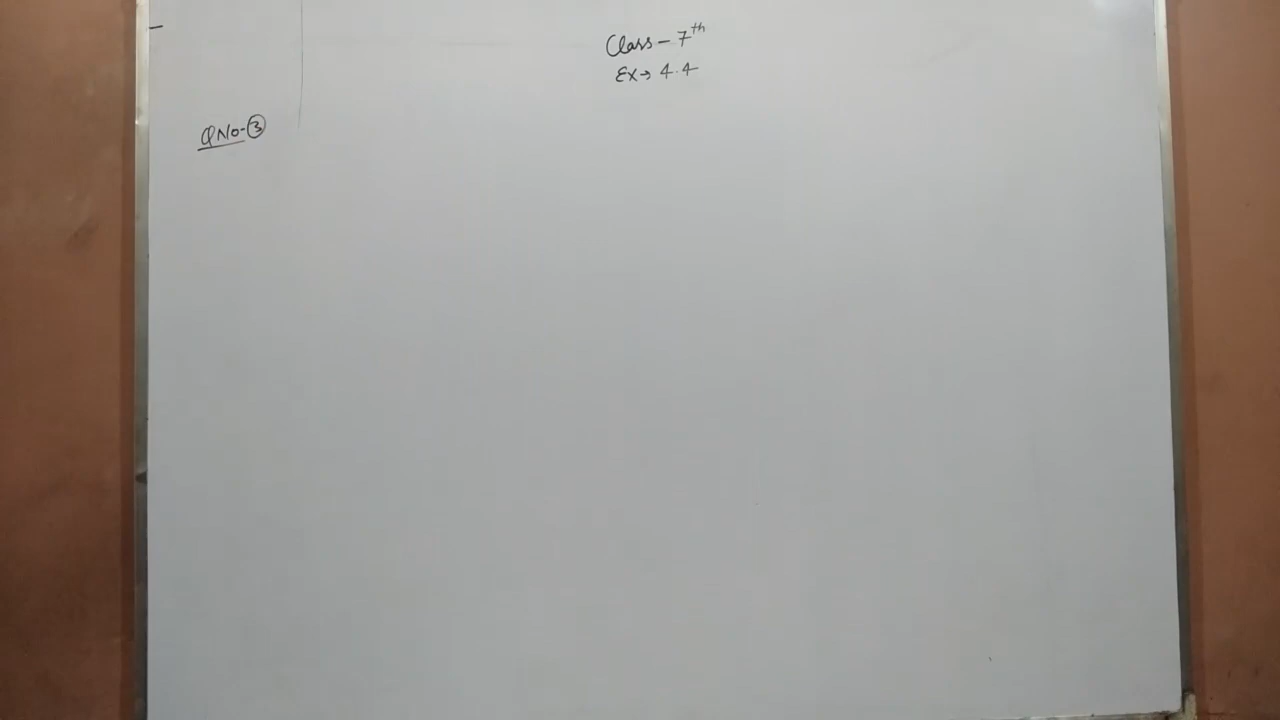 Class - 7th
Ex → 4.4
Q No - 3